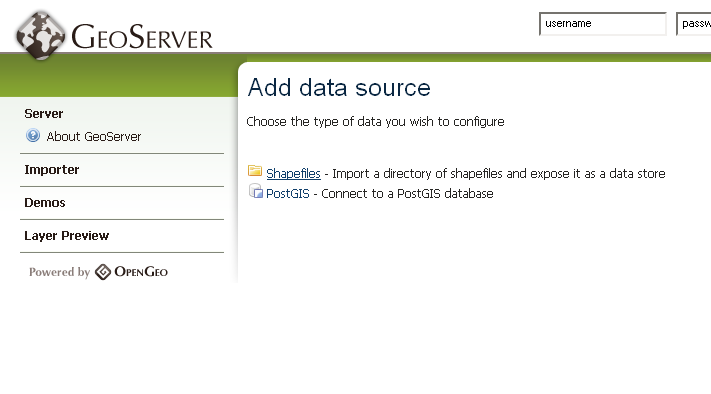 GEOSERVER
username
passw
Add data source
Choose the type of data you wish to configure
Shapefiles - Import a directory of shapefiles and expose it as a data store
PostGIS - Connect to a PostGIS database
Server
About GeoServer
Importer
Demos
Layer Preview
Powered by OPENGEO